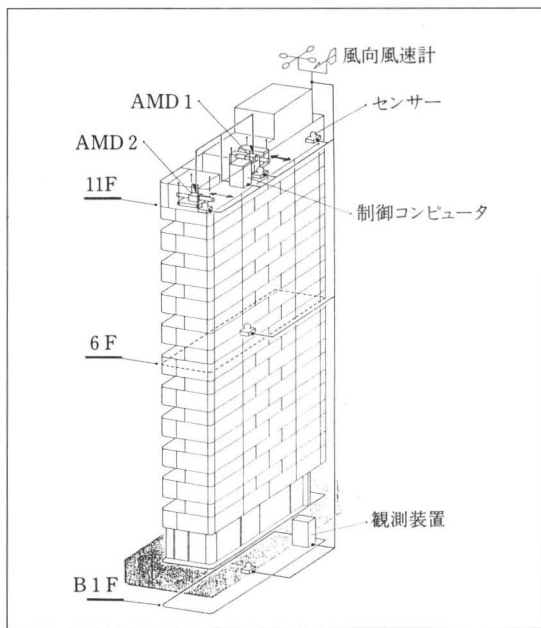 風向風速計
AMD 1
センサー
AMD 2
11F
制御コンピュータ
6 F
観測装置
B 1 F